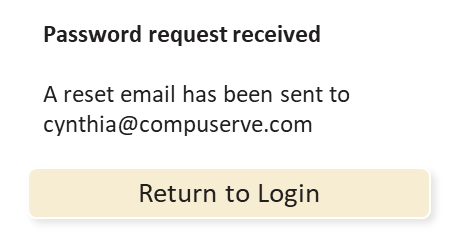 Password request received
A reset email has been sent to
cynthia@compuserve.com
Return to Login